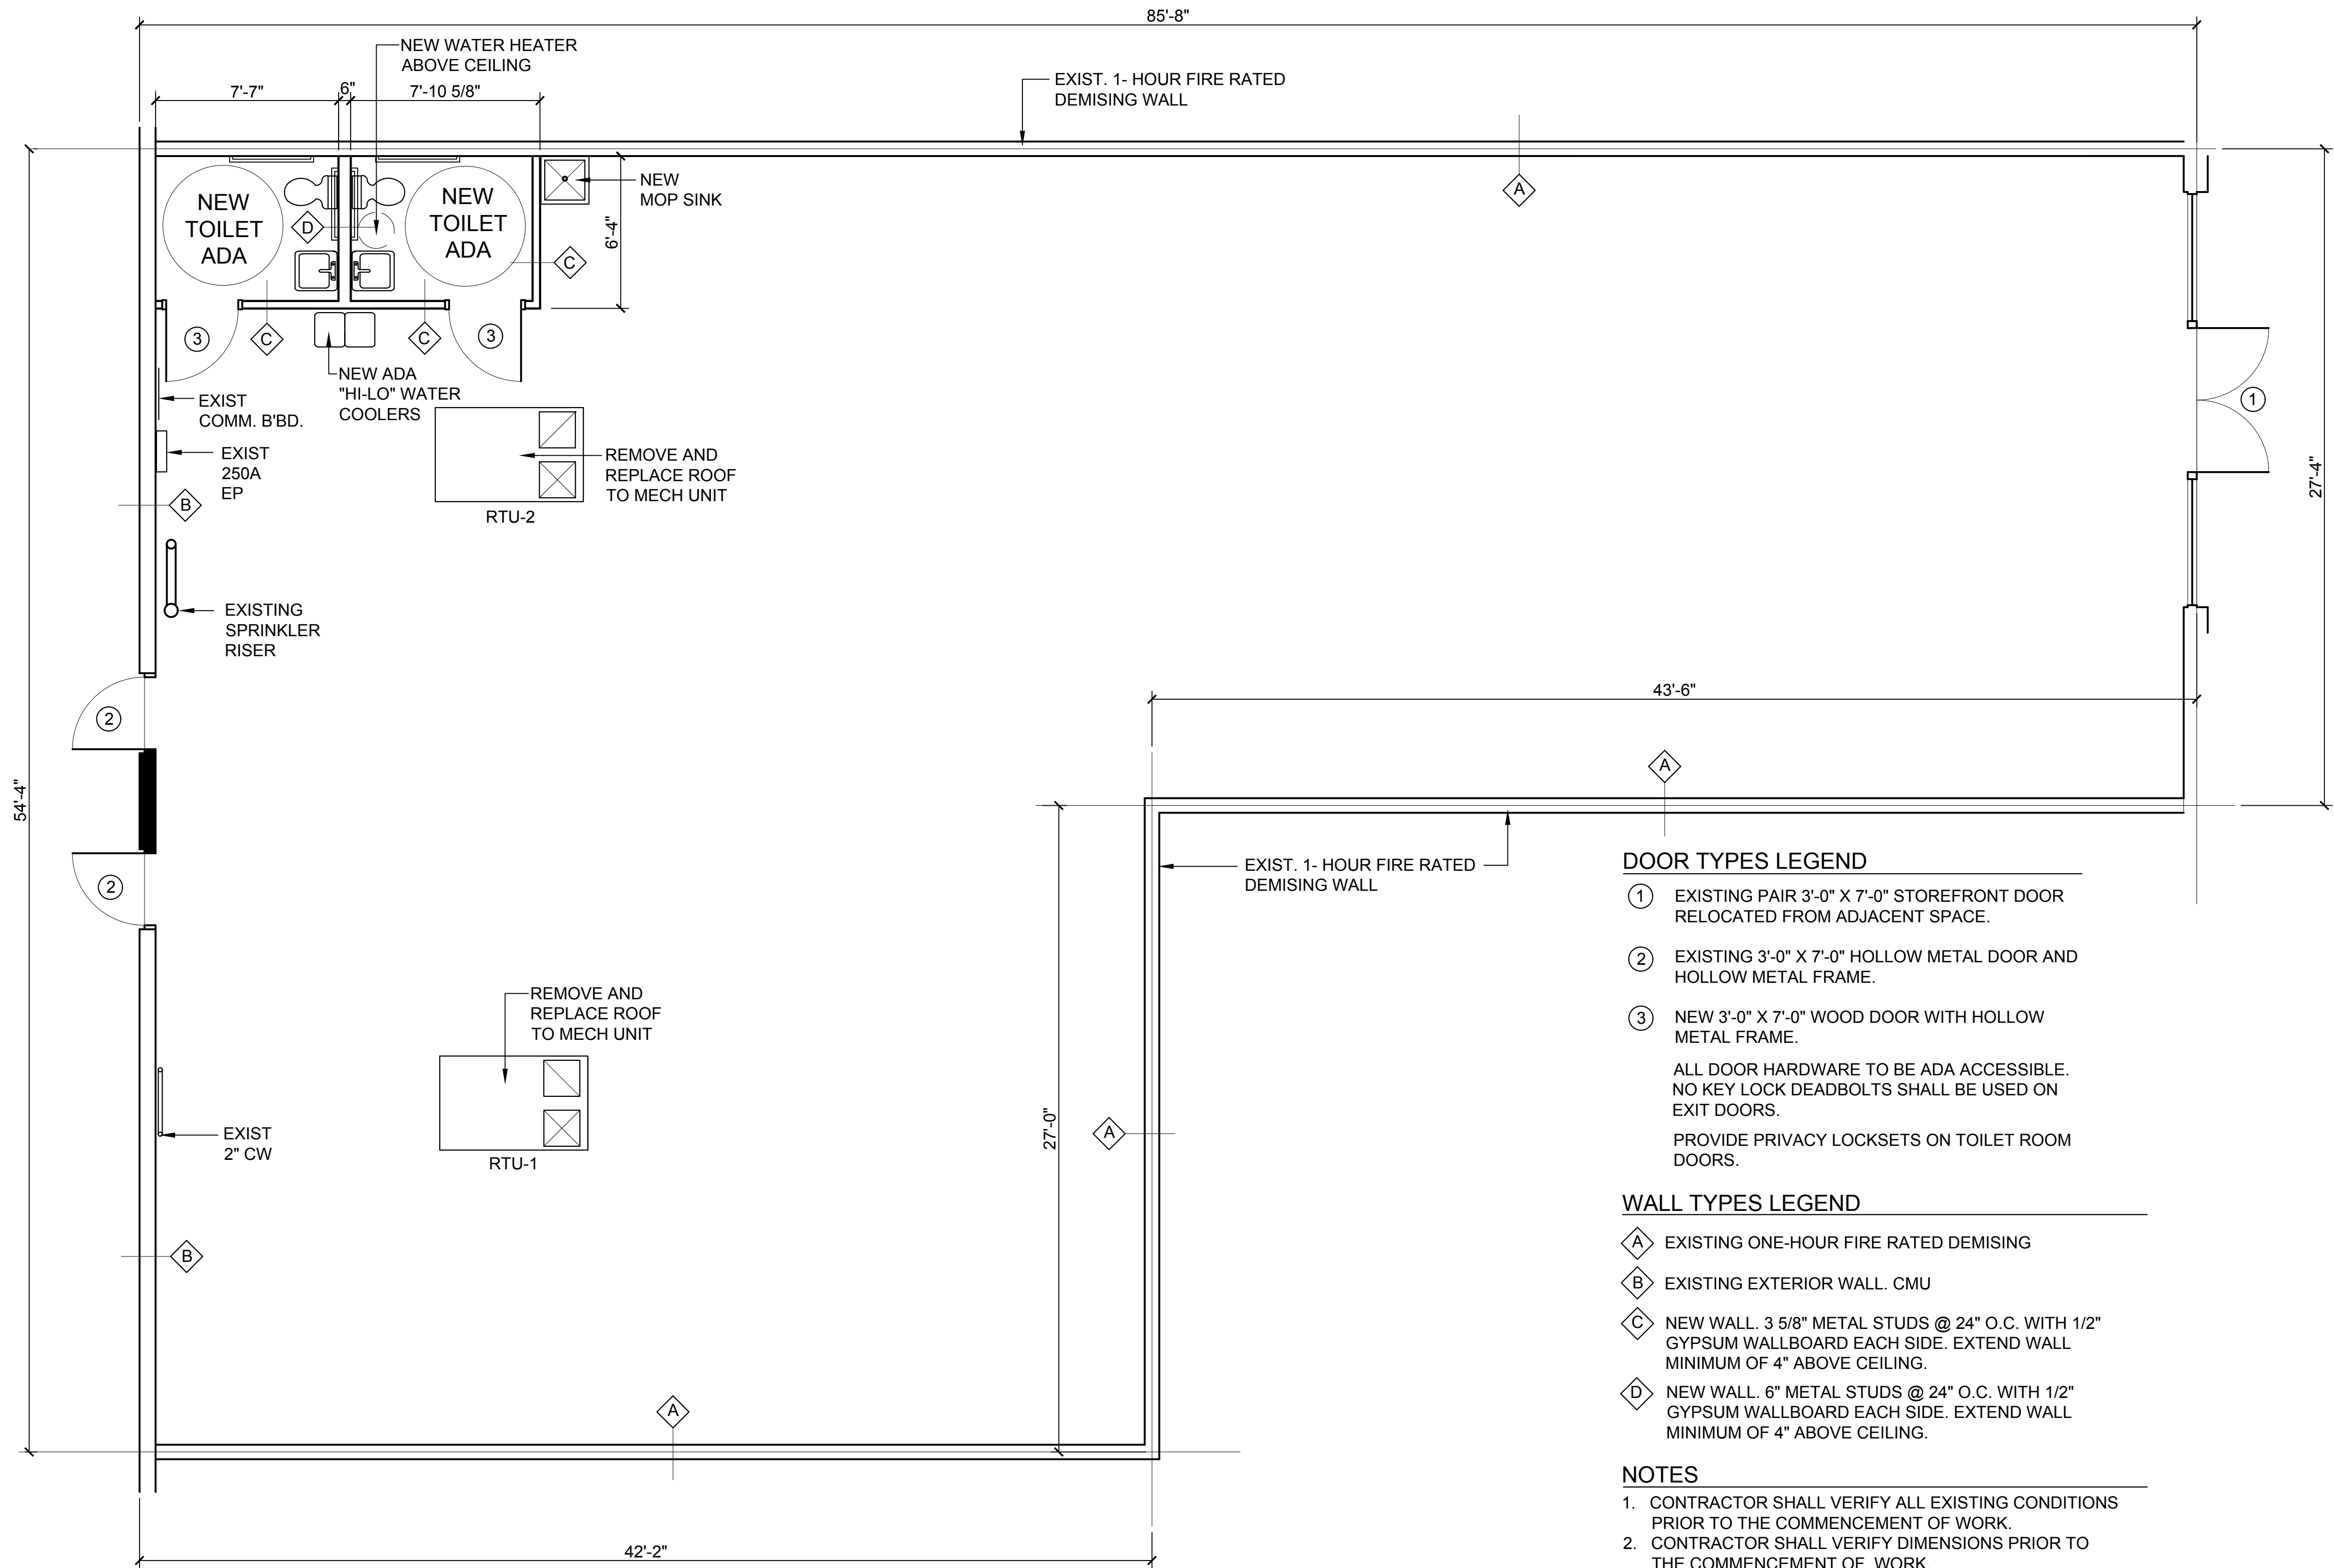 85'-8"
NEW WATER HEATER
ABOVE CEILING
7'-7"
6"
7'-10 5/8"
EXIST. 1- HOUR FIRE RATED
DEMISING WALL
NEW
TOILET
ADA
D
NEW
TOILET
ADA
NEW
MOP SINK
6'-4"
C
A
3
C
C
3
NEW ADA
"HI-LO" WATER
COOLERS
EXIST
COMM. B'BD.
EXIST
250A
EP
B
REMOVE AND
REPLACE ROOF
TO MECH UNIT
RTU-2
1
27'-4"
EXISTING
SPRINKLER
RISER
2
43'-6"
A
54'-4"
2
EXIST. 1- HOUR FIRE RATED
DEMISING WALL
REMOVE AND
REPLACE ROOF
TO MECH UNIT
RTU-1
EXIST
2" CW
27'-0"
A
B
A
42'-2"
DOOR TYPES LEGEND
1 EXISTING PAIR 3'-0" X 7'-0" STOREFRONT DOOR
RELOCATED FROM ADJACENT SPACE.
2 EXISTING 3'-0" X 7'-0" HOLLOW METAL DOOR AND
HOLLOW METAL FRAME.
3 NEW 3'-0" X 7'-0" WOOD DOOR WITH HOLLOW
METAL FRAME.
ALL DOOR HARDWARE TO BE ADA ACCESSIBLE.
NO KEY LOCK DEADBOLTS SHALL BE USED ON
EXIT DOORS.
PROVIDE PRIVACY LOCKSETS ON TOILET ROOM
DOORS.
WALL TYPES LEGEND
A EXISTING ONE-HOUR FIRE RATED DEMISING
B EXISTING EXTERIOR WALL. CMU
C NEW WALL. 3 5/8" METAL STUDS @ 24" O.C. WITH 1/2"
GYPSUM WALLBOARD EACH SIDE. EXTEND WALL
MINIMUM OF 4" ABOVE CEILING.
D NEW WALL. 6" METAL STUDS @ 24" O.C. WITH 1/2"
GYPSUM WALLBOARD EACH SIDE. EXTEND WALL
MINIMUM OF 4" ABOVE CEILING.
NOTES
1. CONTRACTOR SHALL VERIFY ALL EXISTING CONDITIONS
PRIOR TO THE COMMENCEMENT OF WORK.
2. CONTRACTOR SHALL VERIFY DIMENSIONS PRIOR TO
THE COMMENCEMENT OF WORK